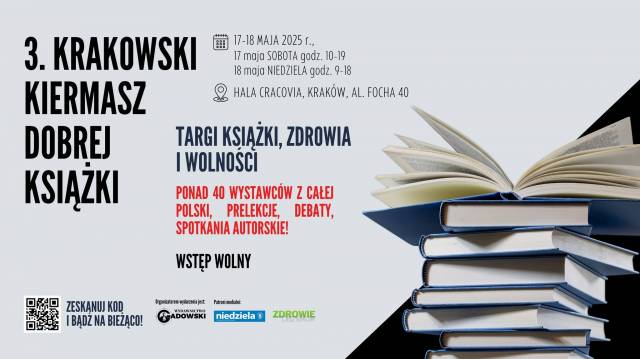 3. KRAKOWSKI
KIERMASZ
DOBREJ
KSIĄŻKI
17-18 MAJA 2025 r.,
17 maja SOBOTA godz. 10-19
18 maja NIEDZIELA godz. 9-18
HALA CRACOVIA, KRAKÓW, AL. FOCHA 40
TARGI KSIĄŻKI, ZDROWIA
I WOLNOŚCI
PONAD 40 WYSTAWCÓW Z CAŁEJ
POLSKI, PRELEKCJE, DEBATY,
SPOTKANIA AUTORSKIE!
WSTĘP WOLNY
ZESKANUJ KOD
I BĄDŹ NA BIEŻĄCO!
Organizatorem wydarzenia jest:
WYDAWNICTWO
GADOWSKI
Patroni medialni:
niedziela
ZDROWIE